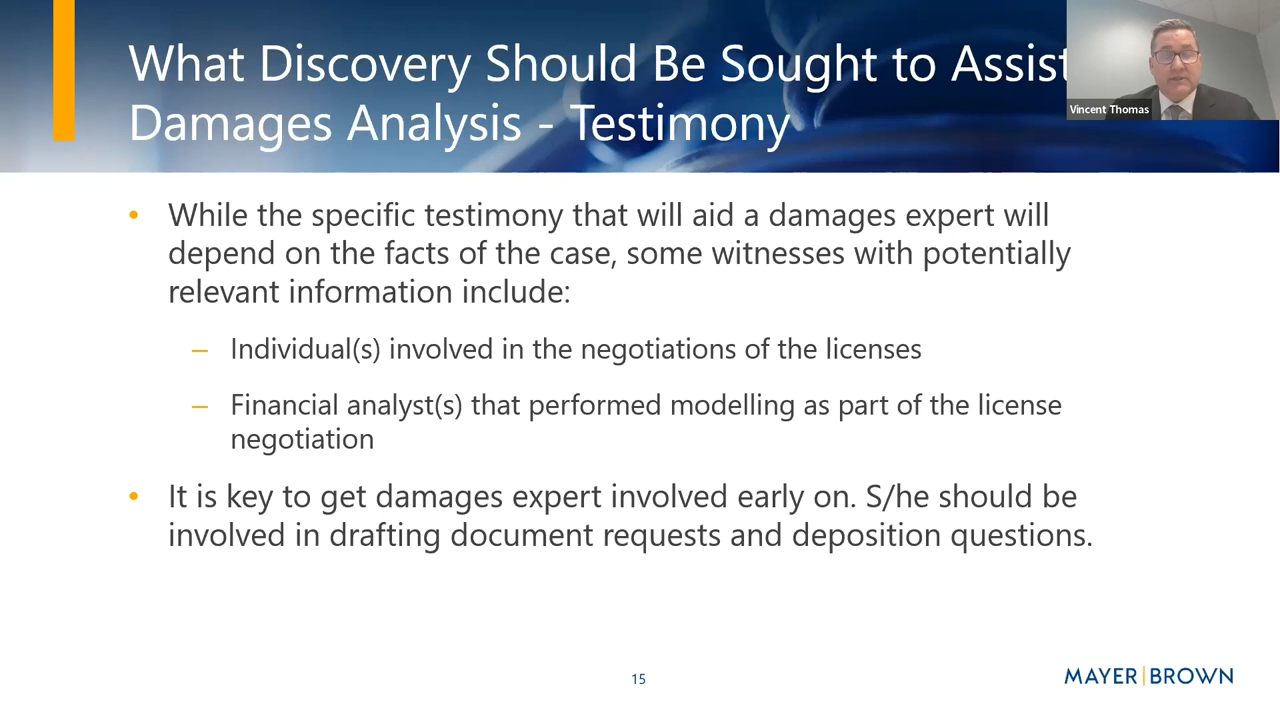 What Discovery Should Be Sought to Assist
Damages Analysis - Testimony
Vincent Thomas
• While the specific testimony that will aid a damages expert will
depend on the facts of the case, some witnesses with potentially
relevant information include:
– Individual(s) involved in the negotiations of the licenses
– Financial analyst(s) that performed modelling as part of the license
negotiation
• It is key to get damages expert involved early on. S/he should be
involved in drafting document requests and deposition questions.
15
MAYER|BROWN